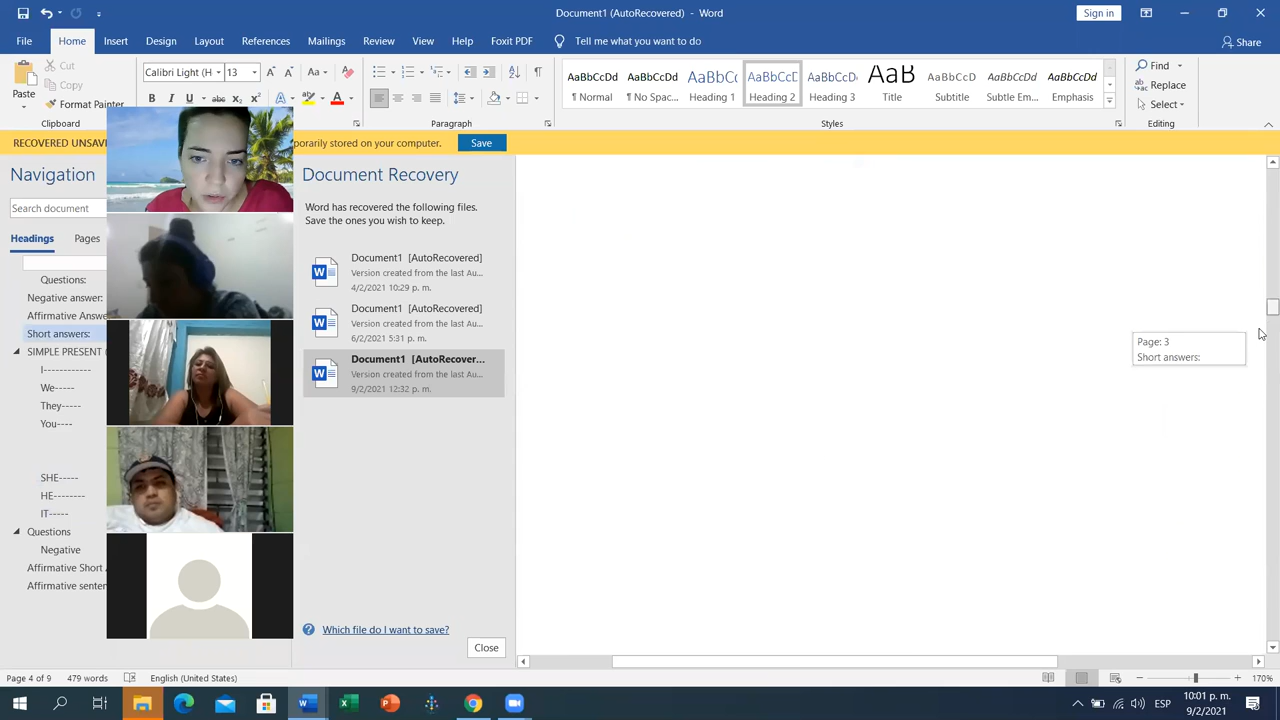 Document1 (AutoRecovered) - Word
Sign in
File Home Insert Design Layout References Mailings Review View Help Foxit PDF Tell me what you want to do Share
Cut
Copy
Format Painter
Paste
Calibri Light (H 13
Find
Replace
Select
AaBbCcDd AaBbCcDd AaBbCc AaBbCcD AaBbCcD AaB AaBbCcD AaBbCcDd AaBbCcDd
¶ Normal ¶ No Spac... Heading 1 Heading 2 Heading 3 Title Subtitle Subtle Em... Emphasis
Clipboard Paragraph Styles Editing
RECOVERED UNSAV
porarily stored on your computer. Save
Navigation
Search document
Headings Pages
Questions:
Negative answer:
Affirmative Answe
Short answers:
SIMPLE PRESENT (
I------------
We-----
They-----
You----
SHE-----
HE--------
IT-----
Questions
Negative
Affirmative Short
Affirmative senten
Document Recovery
Word has recovered the following files.
Save the ones you wish to keep.
Document1 [AutoRecovered]
Version created from the last Au...
4/2/2021 10:29 p. m.
Document1 [AutoRecovered]
Version created from the last Au...
6/2/2021 5:31 p. m.
Document1 [AutoRecover...
Version created from the last Au...
9/2/2021 12:32 p. m.
Which file do I want to save?
Close
Page: 3
Short answers:
Page 4 of 9 479 words English (United States) 170%
10:01 p. m.
9/2/2021